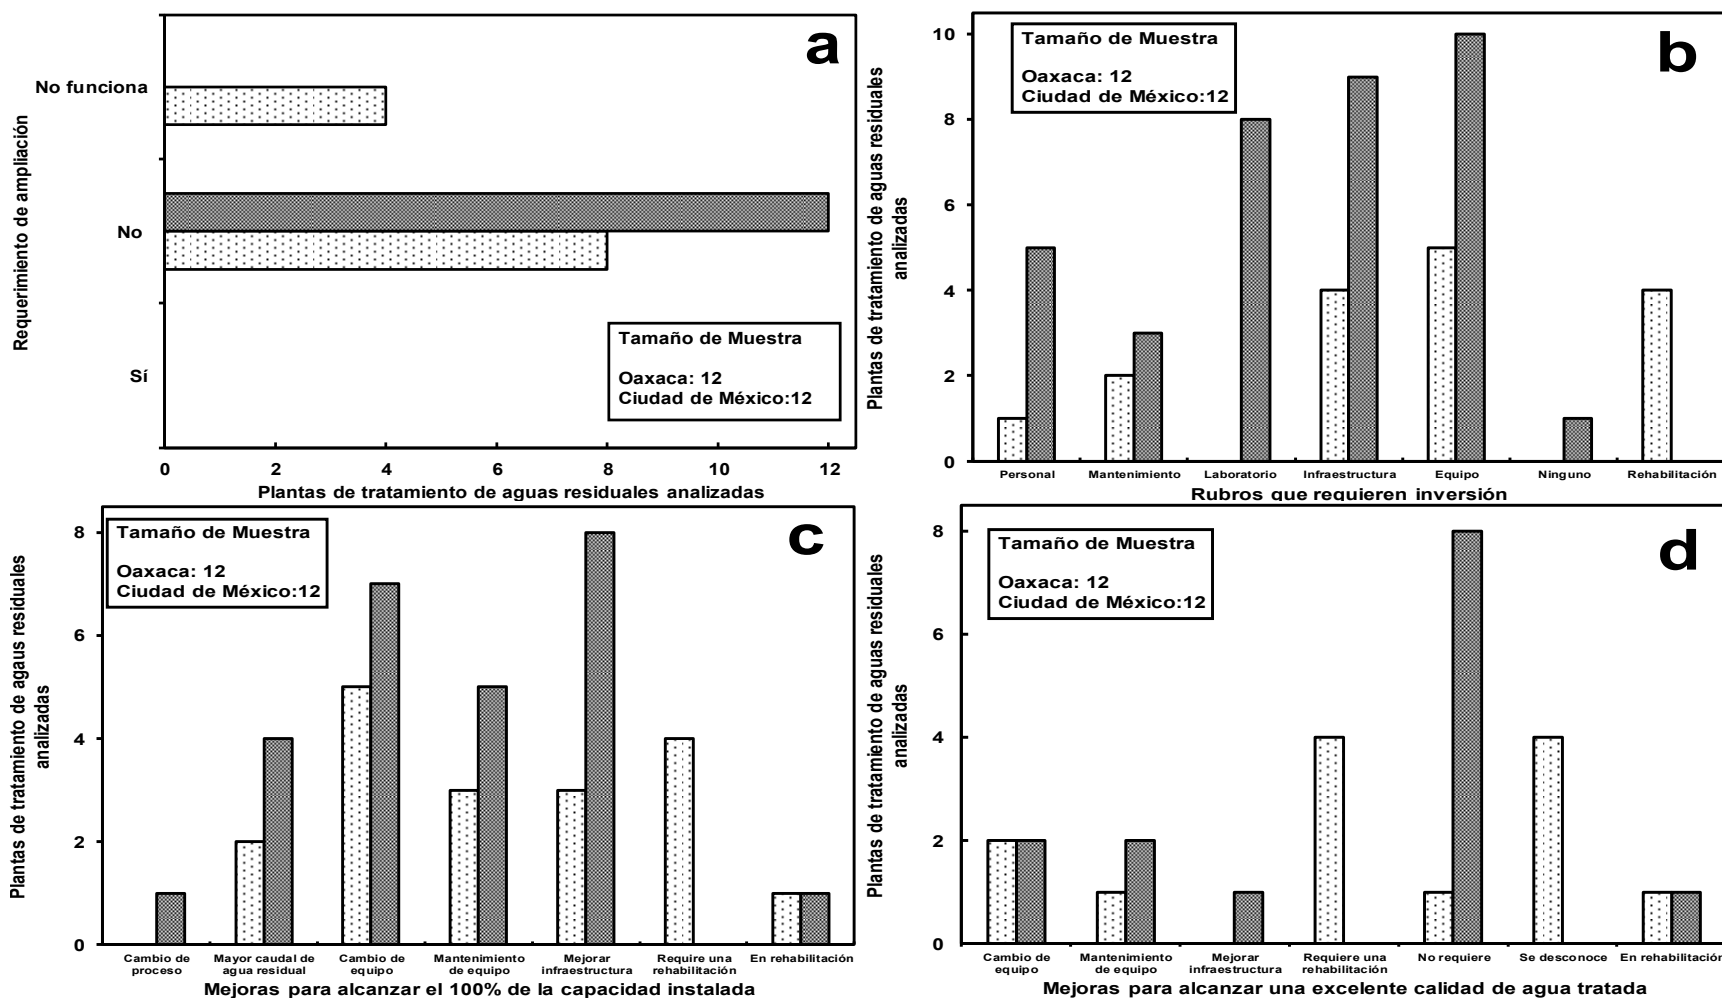 a
Requerimiento de ampliación
No funciona
No
Sí
Tamaño de Muestra
Oaxaca: 12
Ciudad de México:12
0 2 4 6 8 10 12
Plantas de tratamiento de aguas residuales analizadas
b
Plantas de tratamiento de aguas residuales
analizadas
Tamaño de Muestra
Oaxaca: 12
Ciudad de México:12
10
8
6
4
2
0
Personal Mantenimiento Laboratorio Infraestructura Equipo Ninguno Rehabilitación
Rubros que requieren inversión
c
Plantas de tratamiento de agaus residuales
analizadas
Tamaño de Muestra
Oaxaca: 12
Ciudad de México:12
8
6
4
2
0
Cambio de Mayor caudal de Cambio de Mantenimiento Mejorar Require una En rehabilitación
proceso agua residual equipo de equipo infraestructura rehabilitación
Mejoras para alcanzar el 100% de la capacidad instalada
d
Plantas de tratamiento de aguas residuales
analizadas
Tamaño de Muestra
Oaxaca: 12
Ciudad de México:12
8
6
4
2
0
Cambio de Mantenimiento Mejorar Requiere una No requiere Se desconoce En rehabilitación
equipo de equipo infraestructura rehabilitación
Mejoras para alcanzar una excelente calidad de agua tratada